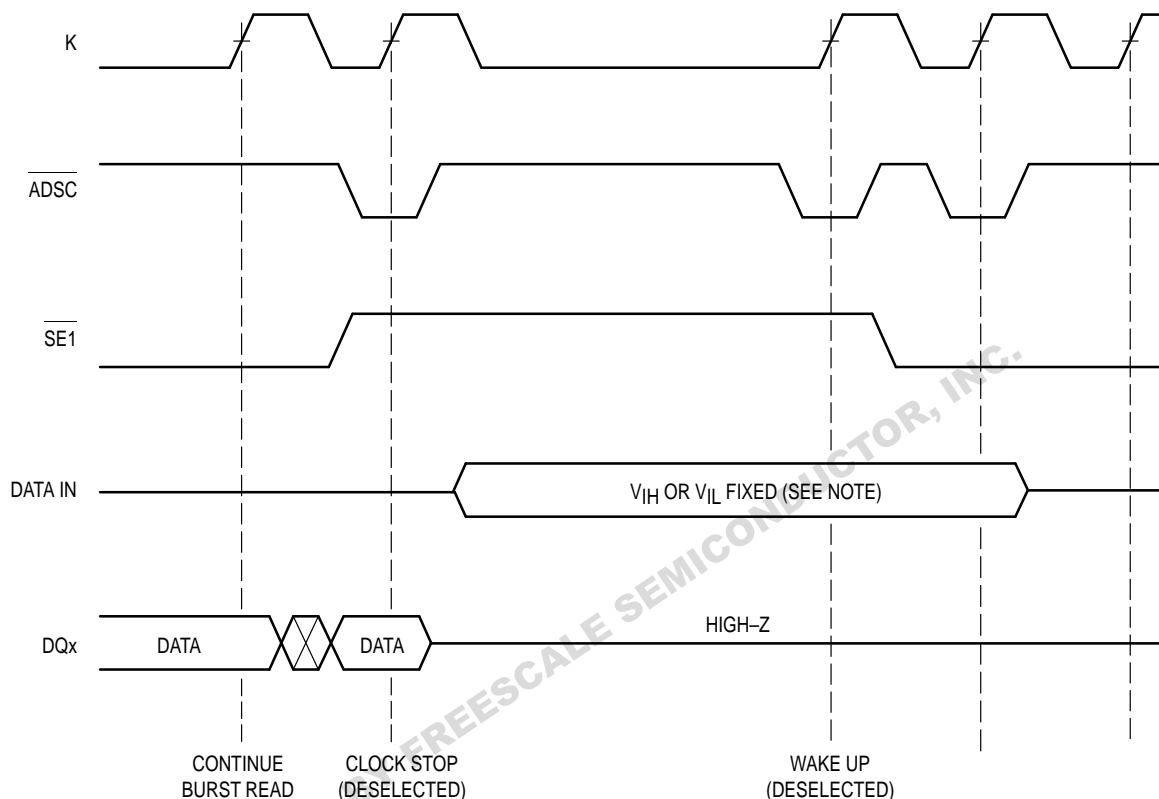 K
ADSC
SE1
DATA IN
VIH OR VIL FIXED (SEE NOTE)
DQx
DATA
DATA
HIGH–Z
CONTINUE
BURST READ
CLOCK STOP
(DESELECTED)
WAKE UP
(DESELECTED)
BY FREESCALE SEMICONDUCTOR, INC.